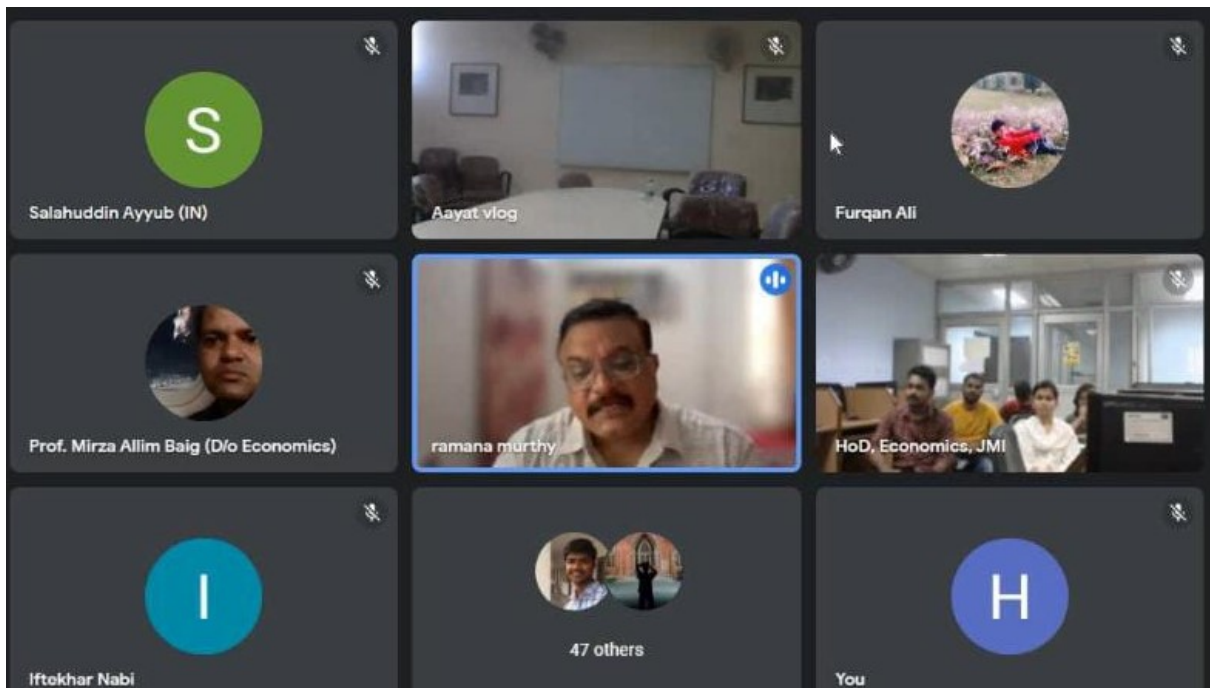 S
Salahuddin Ayyub (IN)
Aayat vlog
Furqan Ali
Prof. Mirza Allim Baig (D/o Economics)
ramana murthy
HoD, Economics, JMI
I
Iftekhar Nabi
47 others
H
You